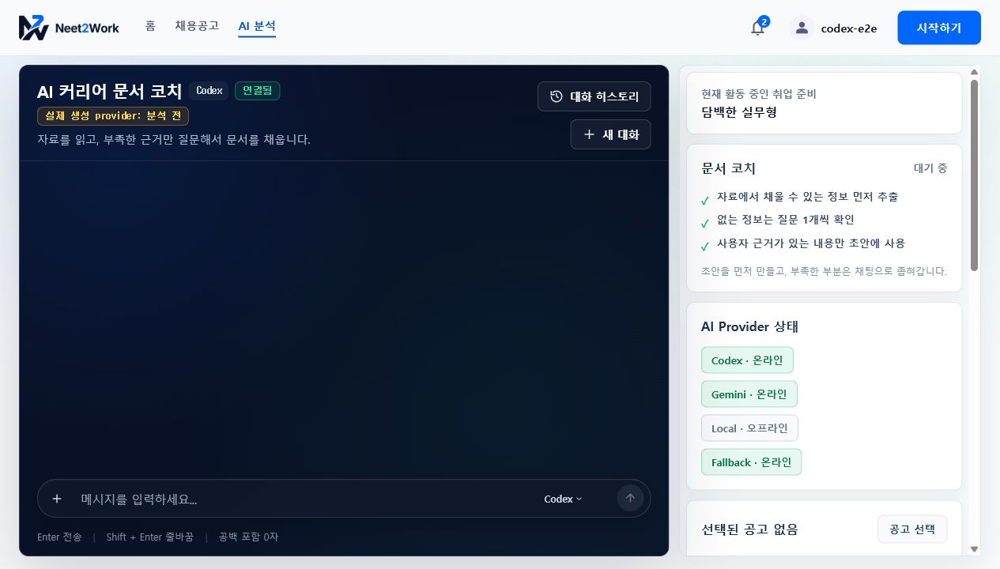 Neet2Work
홈
채용공고
AI 분석
2
codex-e2e
시작하기
AI 커리어 문서 코치
Codex
연결됨
실제 생성 provider: 분석 전
자료를 읽고, 부족한 근거만 질문해서 문서를 채웁니다.
대화 히스토리
새 대화
메시지를 입력하세요...
Codex
Enter 전송 | Shift + Enter 줄바꿈 | 공백 포함 0자
현재 활동 중인 취업 준비
담백한 실무형
문서 코치
대기 중
자료에서 채울 수 있는 정보 먼저 추출
없는 정보는 질문 1개씩 확인
사용자 근거가 있는 내용만 초안에 사용
초안을 먼저 만들고, 부족한 부분은 채팅으로 좁혀갑니다.
AI Provider 상태
Codex · 온라인
Gemini · 온라인
Local · 오프라인
Fallback · 온라인
선택된 공고 없음
공고 선택